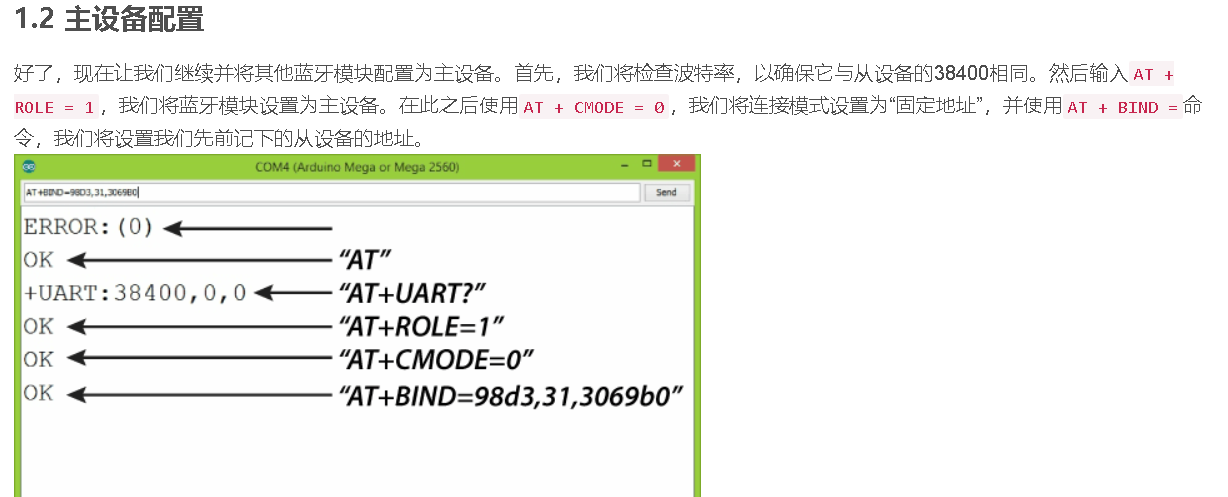 1.2 主设备配置
好了，现在让我们继续并将其他蓝牙模块配置为主设备。首先，我们将检查波特率，以确保它与从设备的38400相同。然后输入AT +
ROLE = 1，我们将蓝牙模块设置为主设备。在此之后使用AT + CMODE = 0，我们将连接模式设置为“固定地址”，并使用AT + BIND =命
令，我们将设置我们先前记下的从设备的地址。
COM4 (Arduino Mega or Mega 2560)
AT+BIND=98D3,31,3069B0
Send
ERROR:(0)
OK “AT”
+UART:38400,0,0 “AT+UART?”
OK “AT+ROLE=1”
OK “AT+CMODE=0”
OK “AT+BIND=98d3,31,3069b0”